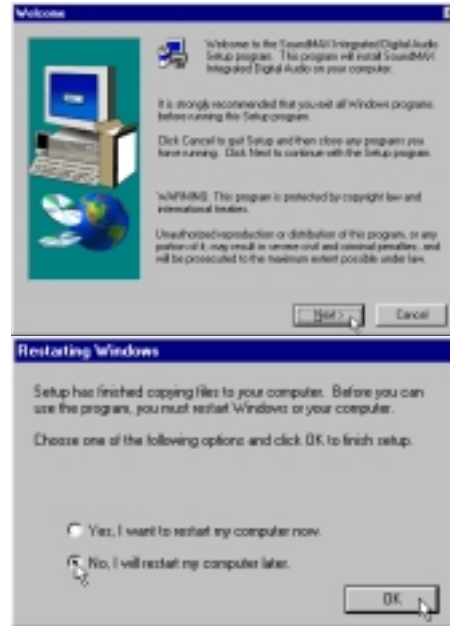 Welcome
Welcome to the SoundMAX Integrated Digital Audio
Setup program. This program will install SoundMAX
Integrated Digital Audio on your computer.
It is strongly recommended that you exit all Windows programs
before running this Setup program.
Click Cancel to quit Setup and then close any programs you
have running. Click Next to continue with the Setup program.
WARNING: This program is protected by copyright law and
international treaties.
Unauthorized reproduction or distribution of this program, or any
portion of it, may result in severe civil and criminal penalties, and
will be prosecuted to the maximum extent possible under law.
Next >
Cancel
Restarting Windows
Setup has finished copying files to your computer. Before you can
use the program, you must restart Windows or your computer.
Choose one of the following options and click OK to finish setup.
Yes, I want to restart my computer now.
No, I will restart my computer later.
OK